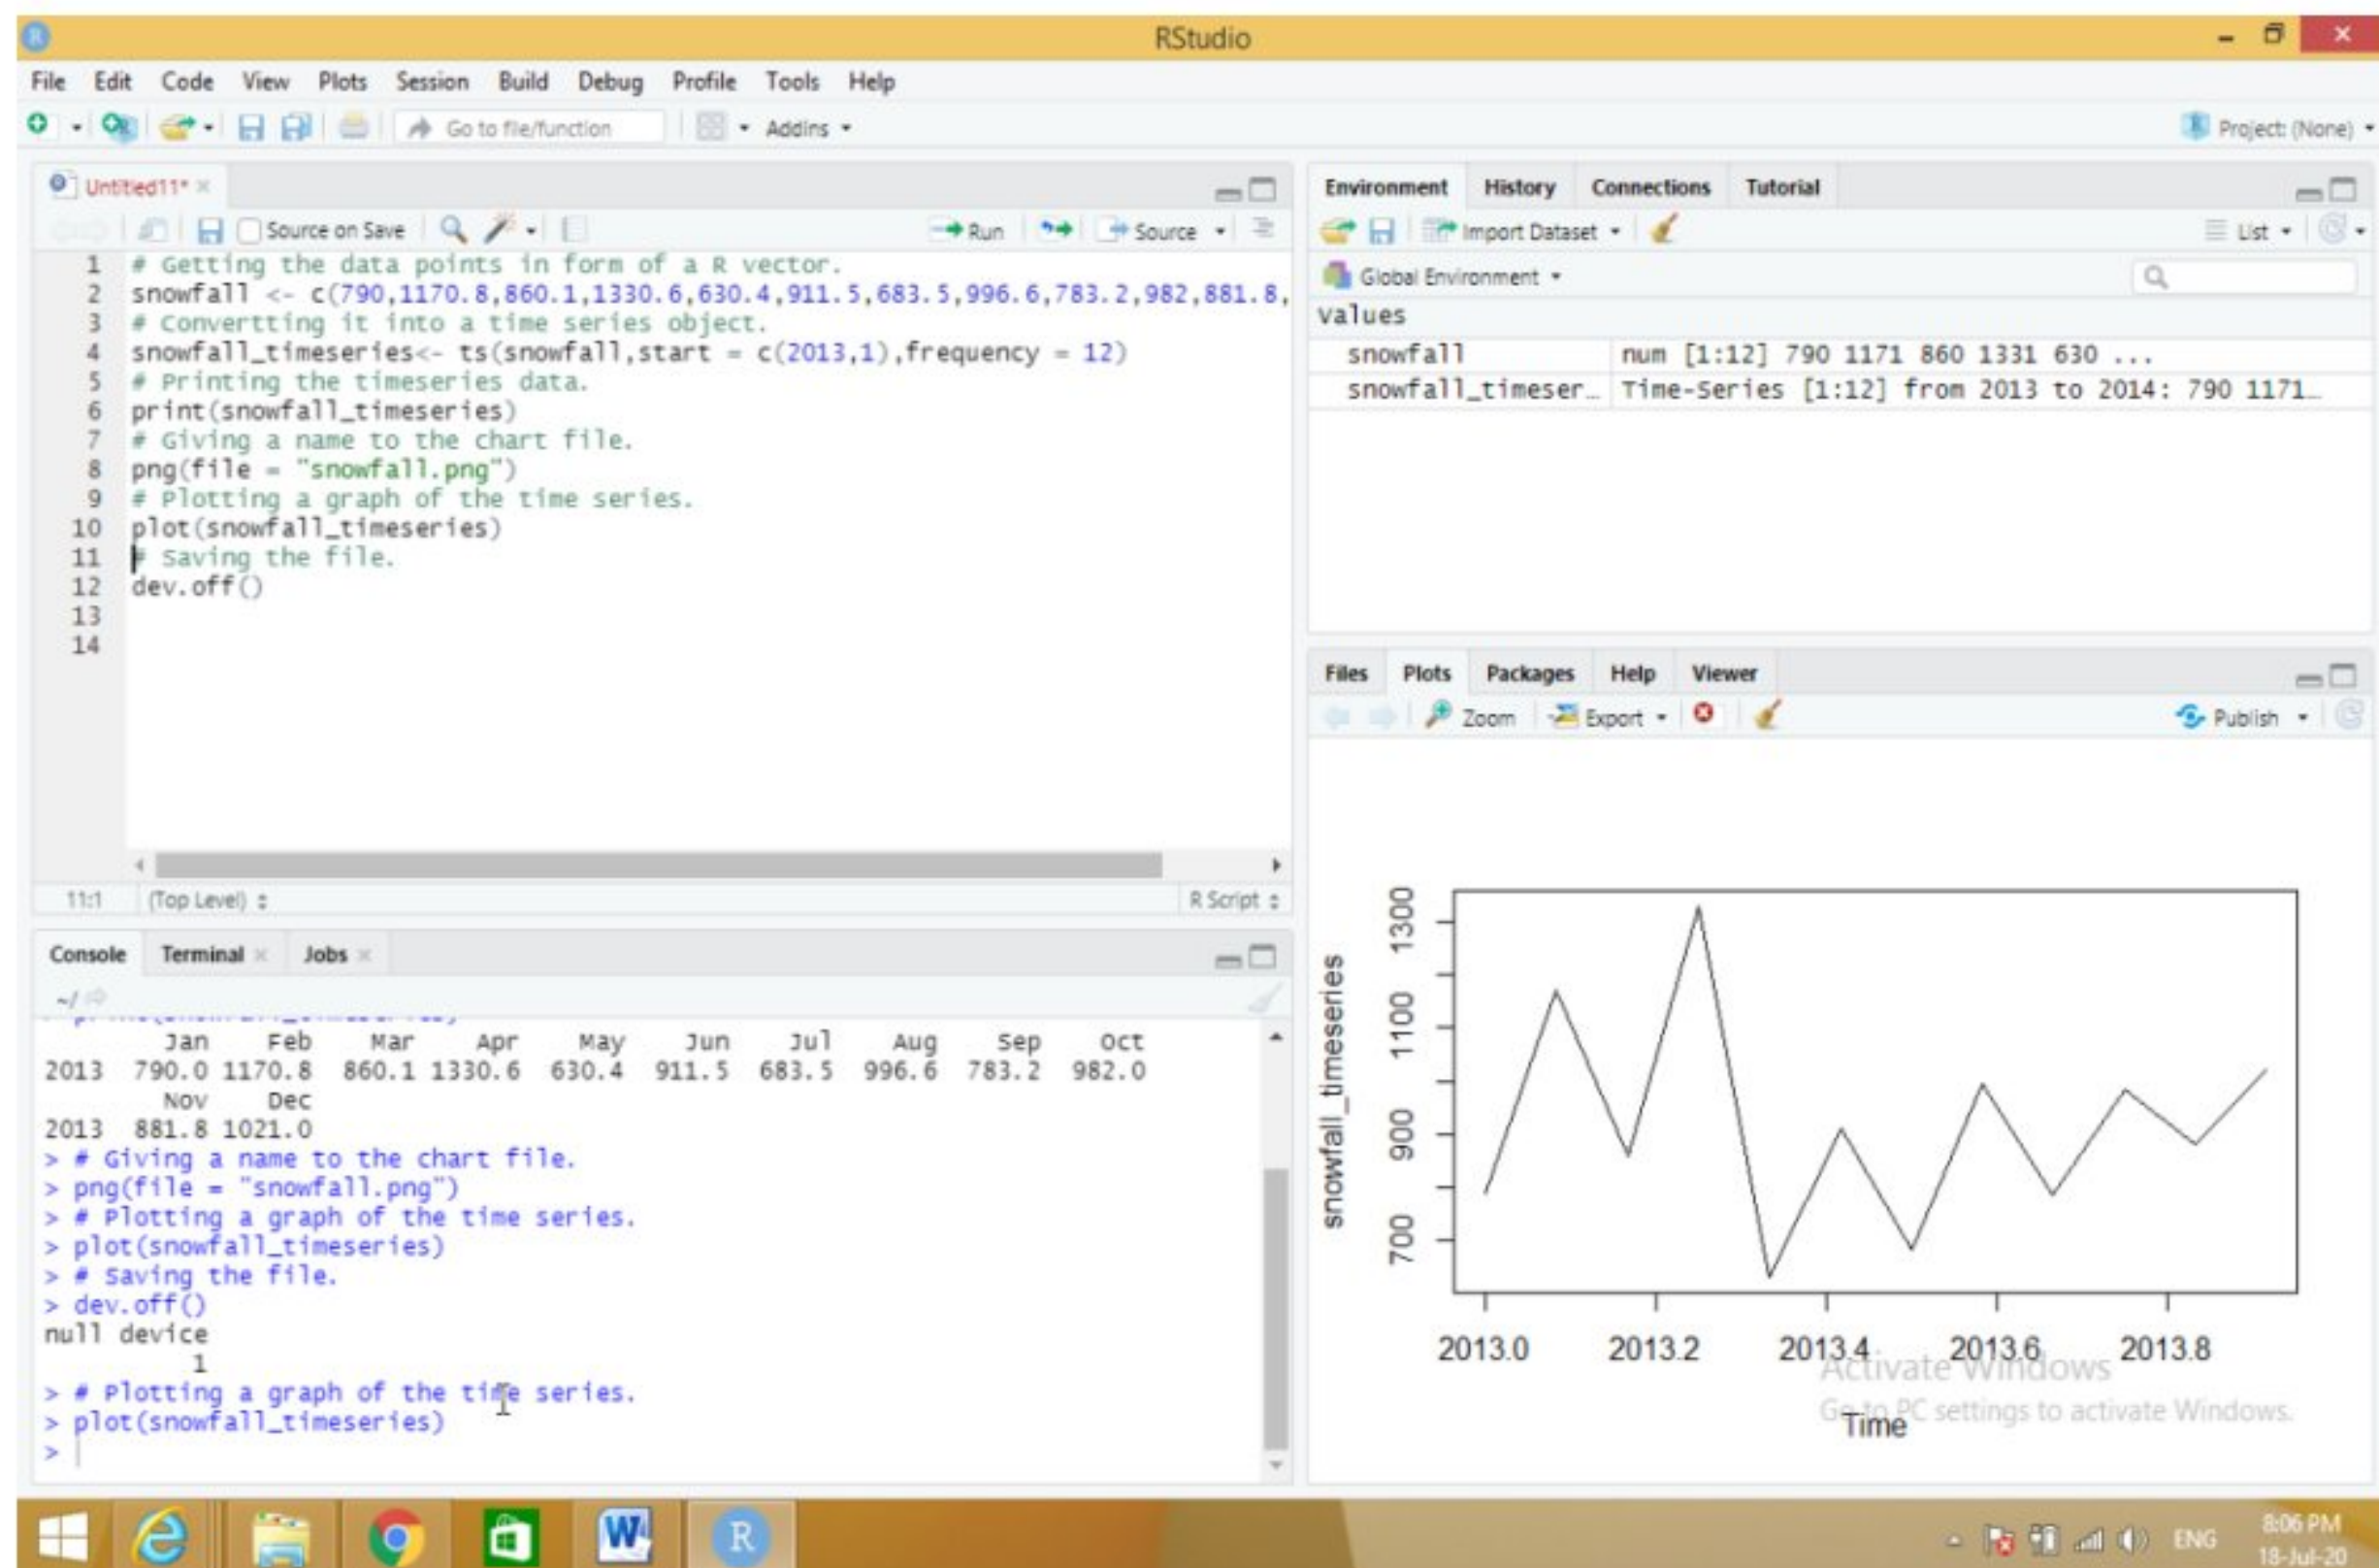 RStudio
File Edit Code View Plots Session Build Debug Profile Tools Help
Go to file/function Addins Project: (None)
Untitled11*
Source on Save Run Source
1 # Getting the data points in form of a R vector.
2 snowfall <- c(790,1170.8,860.1,1330.6,630.4,911.5,683.5,996.6,783.2,982,881.8,
3 # Convertting it into a time series object.
4 snowfall_timeseries<- ts(snowfall,start = c(2013,1),frequency = 12)
5 # Printing the timeseries data.
6 print(snowfall_timeseries)
7 # Giving a name to the chart file.
8 png(file = "snowfall.png")
9 # Plotting a graph of the time series.
10 plot(snowfall_timeseries)
11 # Saving the file.
12 dev.off()
13
14
11:1 (Top Level) R Script
Console Terminal Jobs
~/
Jan Feb Mar Apr May Jun Jul Aug Sep Oct
2013 790.0 1170.8 860.1 1330.6 630.4 911.5 683.5 996.6 783.2 982.0
Nov Dec
2013 881.8 1021.0
> # Giving a name to the chart file.
> png(file = "snowfall.png")
> # Plotting a graph of the time series.
> plot(snowfall_timeseries)
> # Saving the file.
> dev.off()
null device
1
> # Plotting a graph of the time series.
> plot(snowfall_timeseries)
>
Environment History Connections Tutorial
Import Dataset List
Global Environment
Values
snowfall num [1:12] 790 1171 860 1331 630 ...
snowfall_timeser… Time-Series [1:12] from 2013 to 2014: 790 1171…
Files Plots Packages Help Viewer
Zoom Export Publish
snowfall_timeseries
1300
1100
900
700
2013.0 2013.2 2013.4 2013.6 2013.8
Time
Activate Windows
Go to PC settings to activate Windows.
W R
ENG
8:06 PM
18-Jul-20